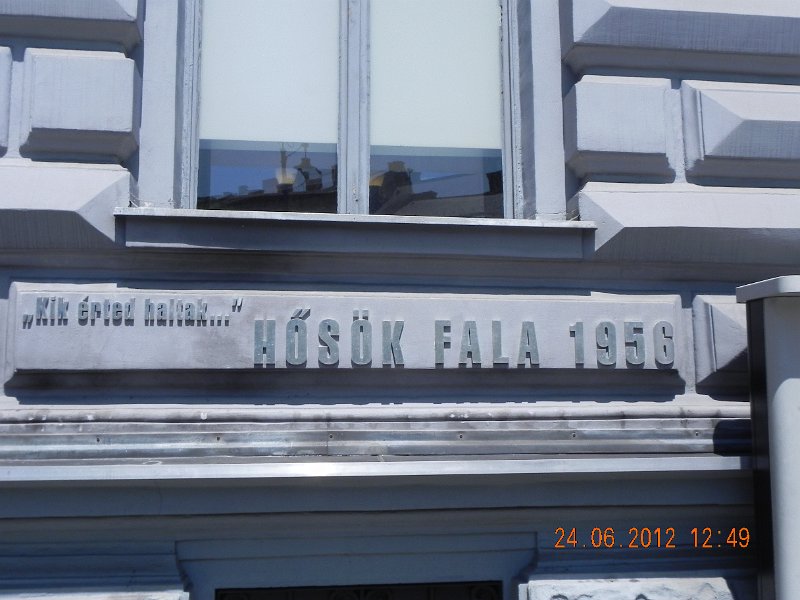 „Kik érted haltak..."
HŐSÖK FALA 1956
24.06.2012 12:49